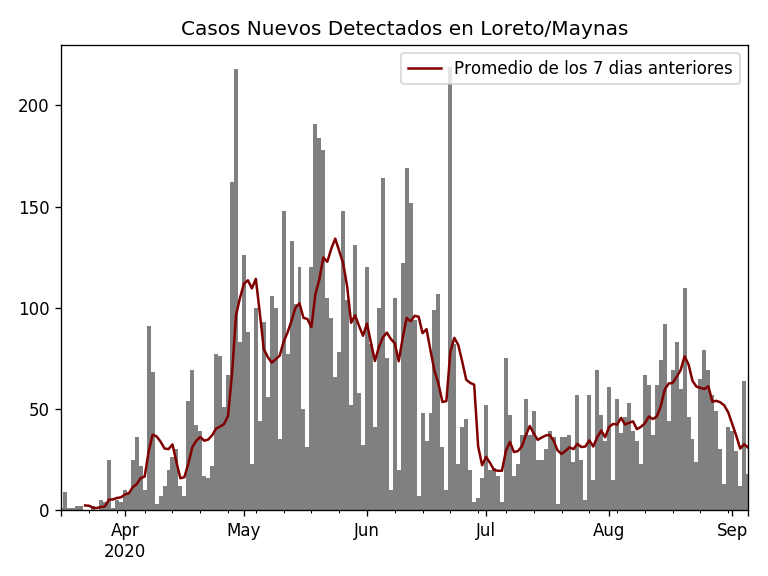 Casos Nuevos Detectados en Loreto/Maynas
Promedio de los 7 dias anteriores
200
150
100
50
0
Apr May Jun Jul Aug Sep
2020